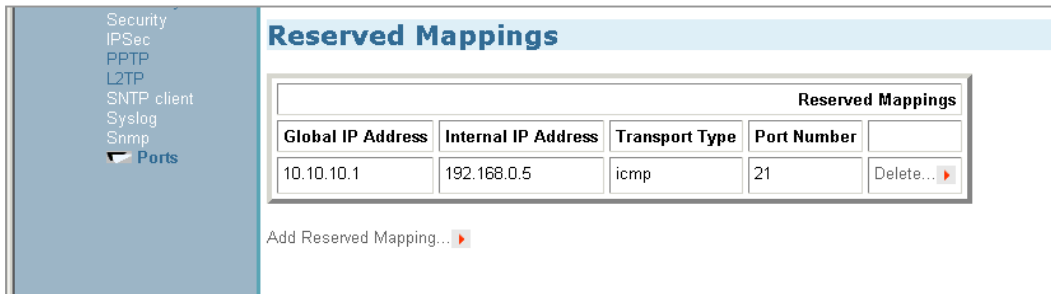 Security
IPSec
PPTP
L2TP
SNTP client
Syslog
Snmp
Ports
Reserved Mappings
Reserved Mappings
Global IP Address Internal IP Address Transport Type Port Number
10.10.10.1 192.168.0.5 icmp 21 Delete...
Add Reserved Mapping...